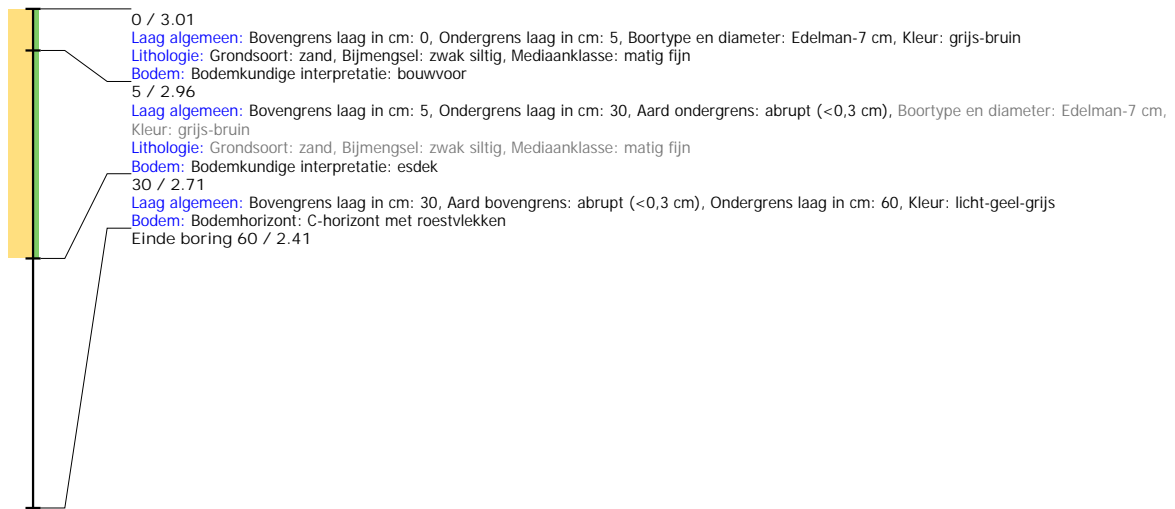 0 / 3.01
Laag algemeen: Bovengrens laag in cm: 0, Ondergrens laag in cm: 5, Boortype en diameter: Edelman-7 cm, Kleur: grijs-bruin
Lithologie: Grondsoort: zand, Bijmengsel: zwak siltig, Mediaanklasse: matig fijn
Bodem: Bodemkundige interpretatie: bouwvoor
5 / 2.96
Laag algemeen: Bovengrens laag in cm: 5, Ondergrens laag in cm: 30, Aard ondergrens: abrupt (<0,3 cm), Boortype en diameter: Edelman-7 cm,
Kleur: grijs-bruin
Lithologie: Grondsoort: zand, Bijmengsel: zwak siltig, Mediaanklasse: matig fijn
Bodem: Bodemkundige interpretatie: esdek
30 / 2.71
Laag algemeen: Bovengrens laag in cm: 30, Aard bovengrens: abrupt (<0,3 cm), Ondergrens laag in cm: 60, Kleur: licht-geel-grijs
Bodem: Bodemhorizont: C-horizont met roestvlekken
Einde boring 60 / 2.41